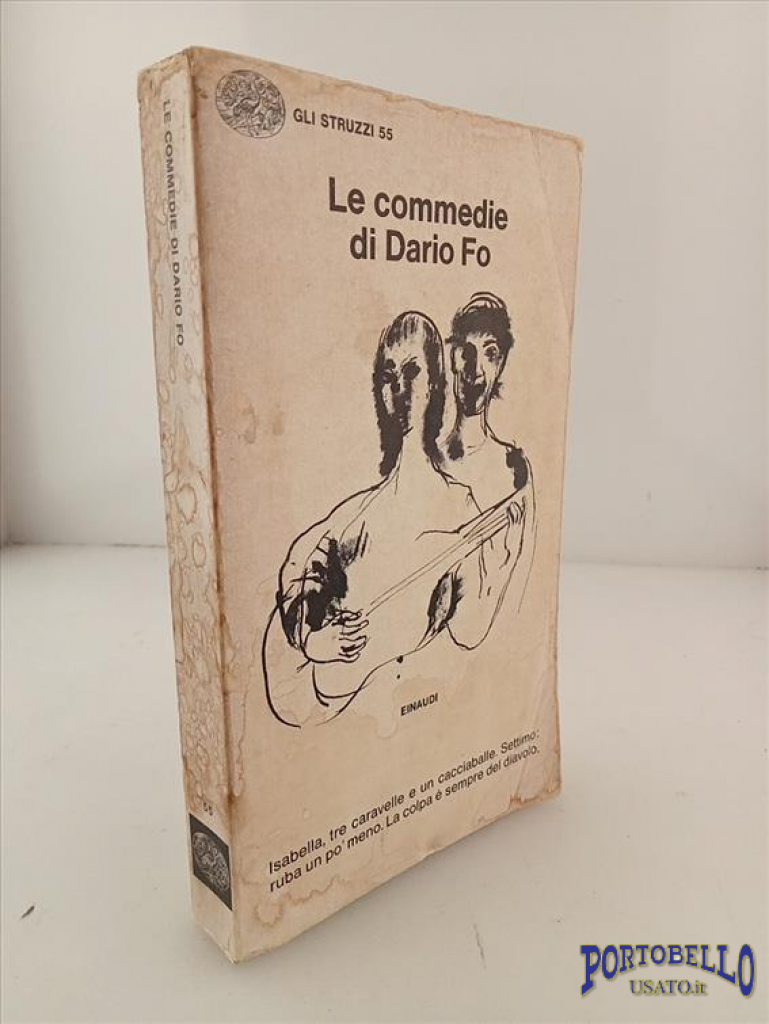 GLI STRUZZI 55
Le commedie
di Dario Fo
EINAUDI
Isabella, tre caravelle e un cacciaballe. Settimo:
ruba un po' meno. La colpa è sempre del diavolo.
LE COMMEDIE DI DARIO FO
55
PORTOBELLO
USATO.it